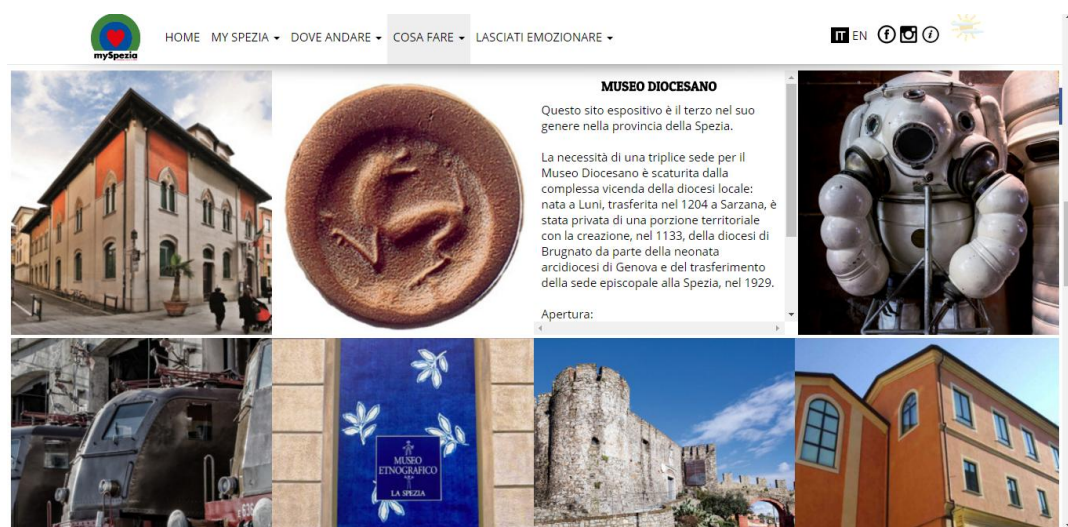 HOME MY SPEZIA DOVE ANDARE COSA FARE LASCIATI EMOZIONARE IT EN
mySpezia
MUSEO DIOCESANO
Questo sito espositivo è il terzo nel suo
genere nella provincia della Spezia.
La necessità di una triplice sede per il
Museo Diocesano è scaturita dalla
complessa vicenda della diocesi locale:
nata a Luni, trasferita nel 1204 a Sarzana, è
stata privata di una porzione territoriale
con la creazione, nel 1133, della diocesi di
Brugnato da parte della neonata
arcidiocesi di Genova e del trasferimento
della sede episcopale alla Spezia, nel 1929.
Apertura:
MUSEO
ETNOGRAFICO
LA SPEZIA